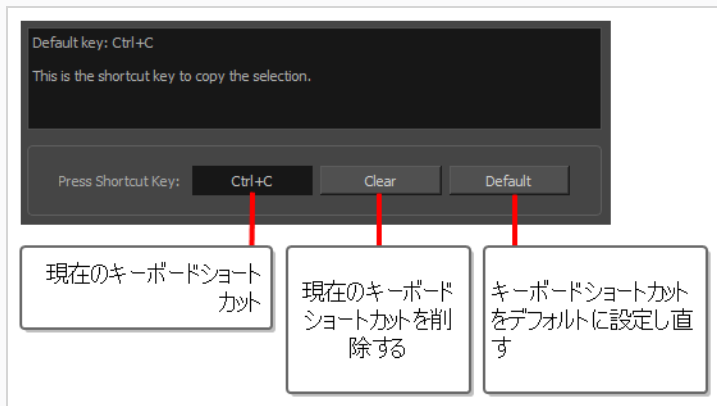 Default key: Ctrl+C
This is the shortcut key to copy the selection.
Press Shortcut Key: Ctrl+C Clear Default
現在のキーボードショート
カット
現在のキーボード
ショートカットを削
除する
キーボードショートカット
をデフォルトに設定し直
す